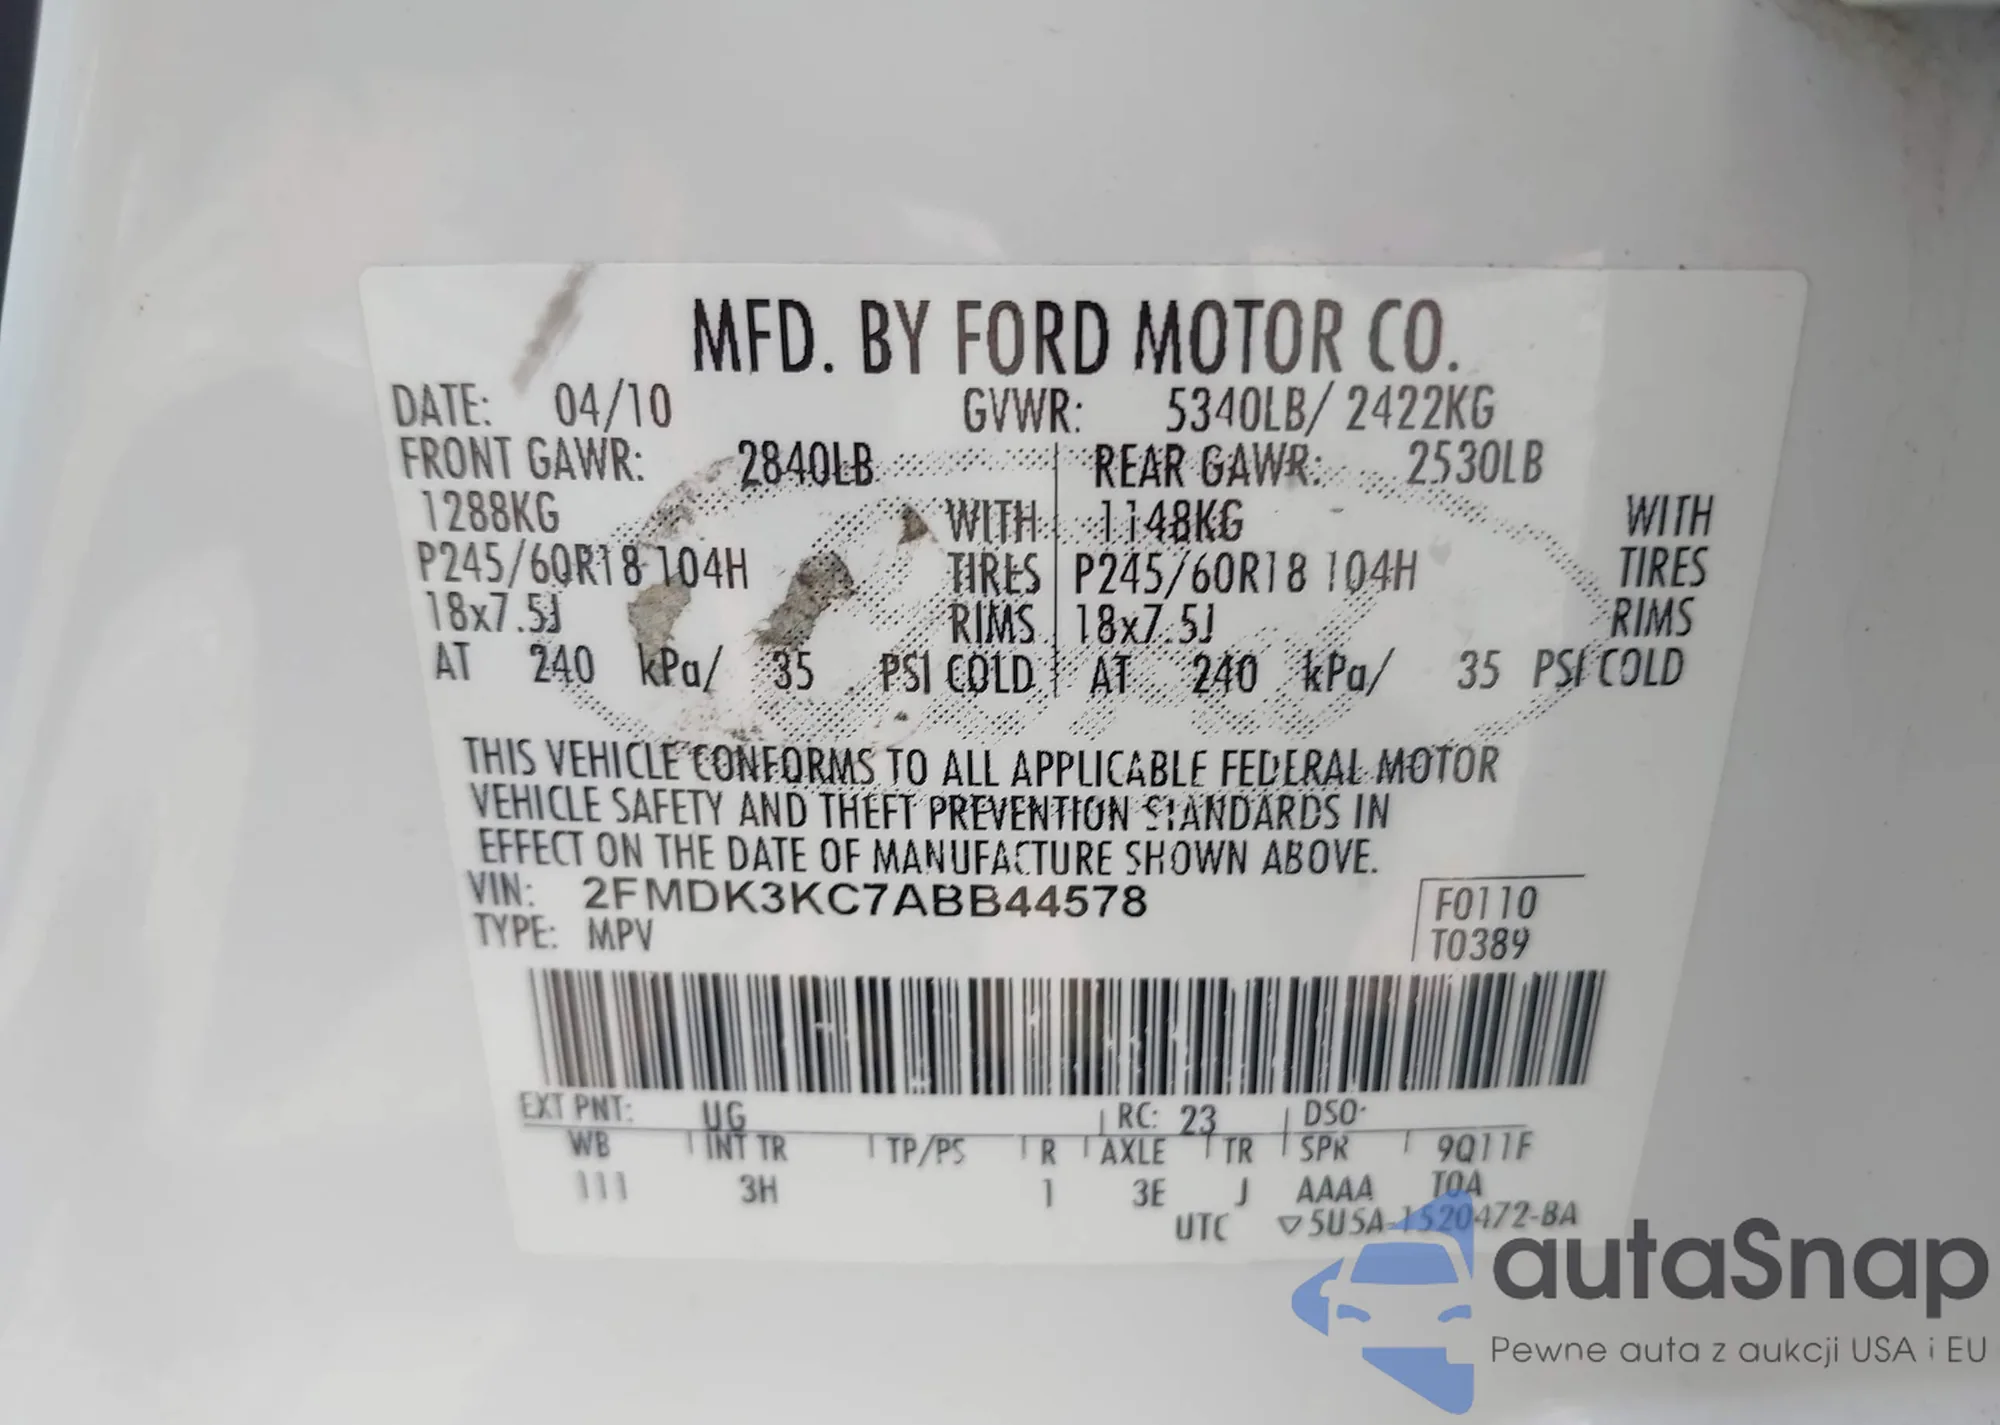 MFD. BY FORD MOTOR CO.
DATE: 04/10 GVWR: 5340LB/ 2422KG
FRONT GAWR: 2840LB REAR GAWR: 2530LB
1288KG WITH 1148KG WITH
P245/60R18 104H TIRES P245/60R18 104H TIRES
18x7.5J RIMS 18x7.5J RIMS
AT 240 kPa/ 35 PSI COLD AT 240 kPa/ 35 PSI COLD
THIS VEHICLE CONFORMS TO ALL APPLICABLE FEDERAL MOTOR
VEHICLE SAFETY AND THEFT PREVENTION STANDARDS IN
EFFECT ON THE DATE OF MANUFACTURE SHOWN ABOVE.
VIN: 2FMDK3KC7ABB44578 F0110
TYPE: MPV T0389
EXT PNT: UG RC: 23 DSO:
WB INT TR TP/PS R AXLE TR SPR 9Q11F
111 3H 1 3E J AAAA TOA
UTC ▽5U5A-1520472-BA
autaSnap
Pewne auta z aukcji USA i EU